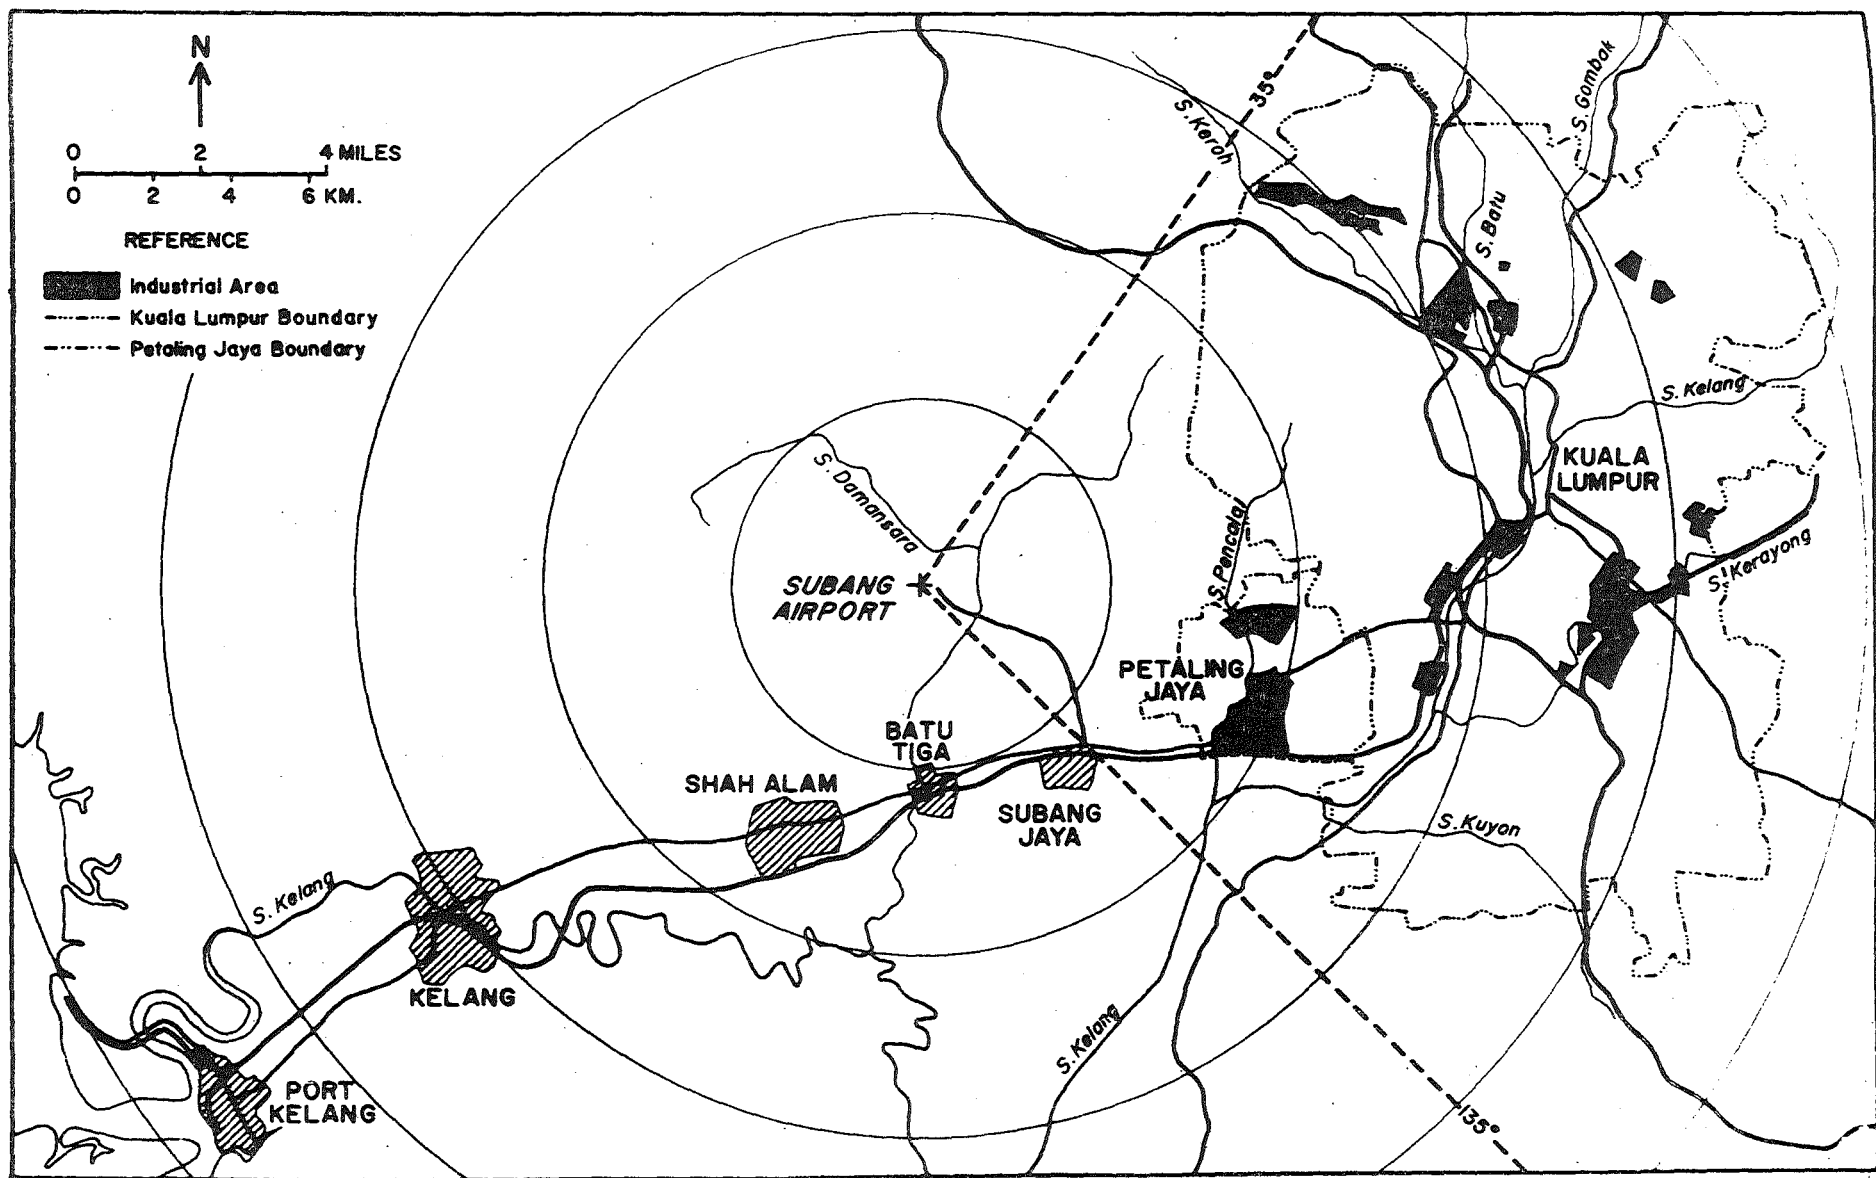 N
0 2 4 MILES
0 2 4 6 KM.
REFERENCE
Industrial Area
Kuala Lumpur Boundary
Petaling Jaya Boundary
35°
S. Keroh
S. Gombak
S. Batu
S. Kelang
KUALA
LUMPUR
S. Damansara
S. Pencala
S. Kerayong
SUBANG
AIRPORT
PETALING
JAYA
BATU
TIGA
SHAH ALAM
SUBANG
JAYA
S. Kuyon
S. Kelang
KELANG
S. Kelang
PORT
KELANG
135°